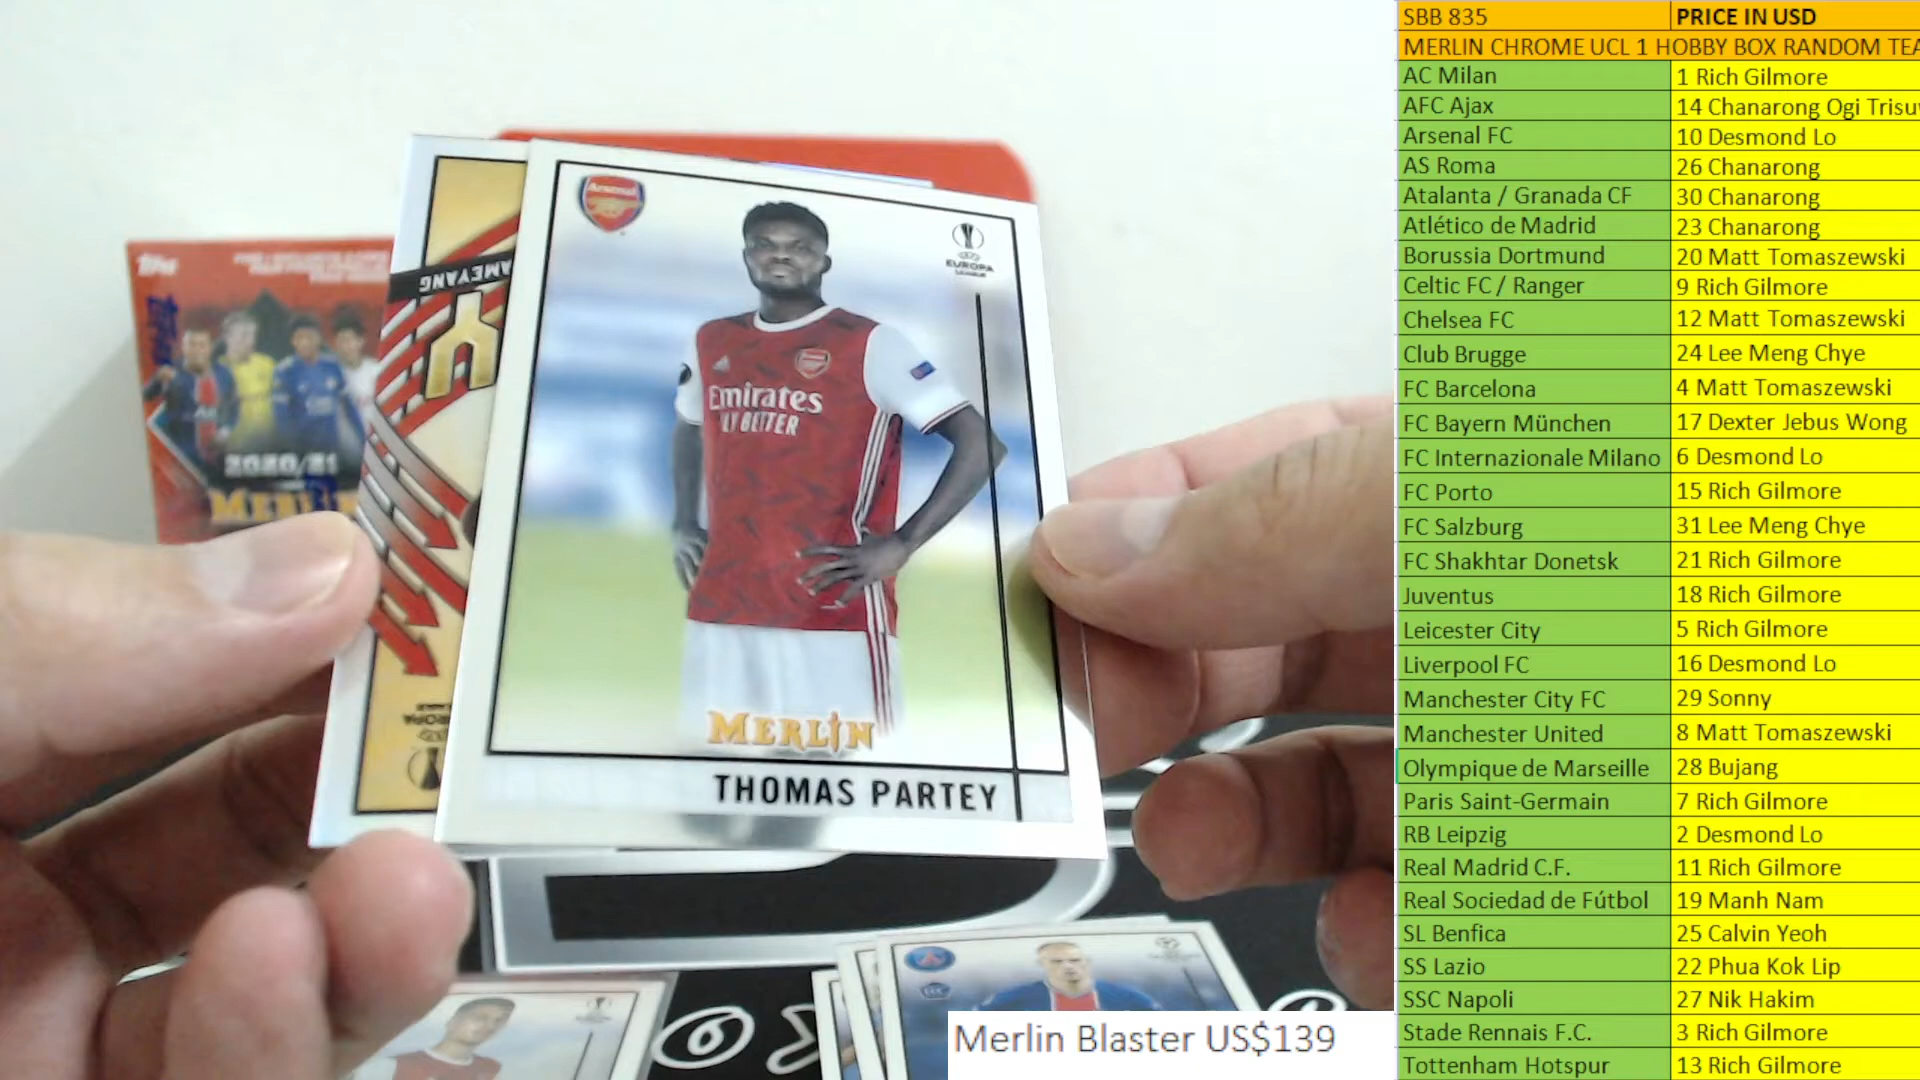 SBB 835 PRICE IN USD
MERLIN CHROME UCL 1 HOBBY BOX RANDOM TEA
AC Milan 1 Rich Gilmore
AFC Ajax 14 Chanarong Ogi Trisu
Arsenal FC 10 Desmond Lo
AS Roma 26 Chanarong
Atalanta / Granada CF 30 Chanarong
Atlético de Madrid 23 Chanarong
Borussia Dortmund 20 Matt Tomaszewski
Celtic FC / Ranger 9 Rich Gilmore
Chelsea FC 12 Matt Tomaszewski
Club Brugge 24 Lee Meng Chye
FC Barcelona 4 Matt Tomaszewski
FC Bayern München 17 Dexter Jebus Wong
FC Internazionale Milano 6 Desmond Lo
FC Porto 15 Rich Gilmore
FC Salzburg 31 Lee Meng Chye
FC Shakhtar Donetsk 21 Rich Gilmore
Juventus 18 Rich Gilmore
Leicester City 5 Rich Gilmore
Liverpool FC 16 Desmond Lo
Manchester City FC 29 Sonny
Manchester United 8 Matt Tomaszewski
Olympique de Marseille 28 Bujang
Paris Saint-Germain 7 Rich Gilmore
RB Leipzig 2 Desmond Lo
Real Madrid C.F. 11 Rich Gilmore
Real Sociedad de Fútbol 19 Manh Nam
SL Benfica 25 Calvin Yeoh
SS Lazio 22 Phua Kok Lip
SSC Napoli 27 Nik Hakim
Stade Rennais F.C. 3 Rich Gilmore
Tottenham Hotspur 13 Rich Gilmore
Arsenal
EUROPA
LEAGUE
Emirates
FLY BETTER
MERLIN
THOMAS PARTEY
AMEYANG
Y
EUROPA
topps
2020/21
MERLIN
Merlin Blaster US$139